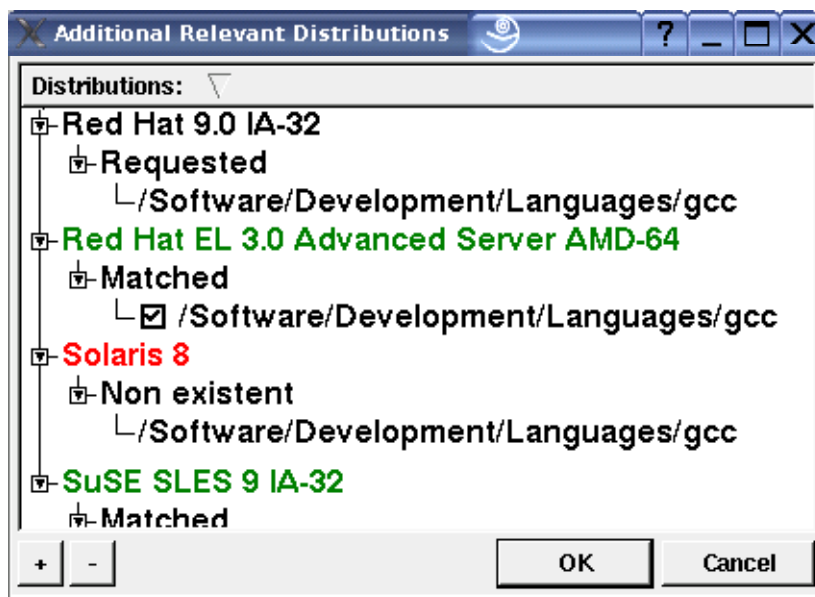 Additional Relevant Distributions
Distributions:
Red Hat 9.0 IA-32
Requested
/Software/Development/Languages/gcc
Red Hat EL 3.0 Advanced Server AMD-64
Matched
/Software/Development/Languages/gcc
Solaris 8
Non existent
/Software/Development/Languages/gcc
SuSE SLES 9 IA-32
Matched
+ - OK Cancel